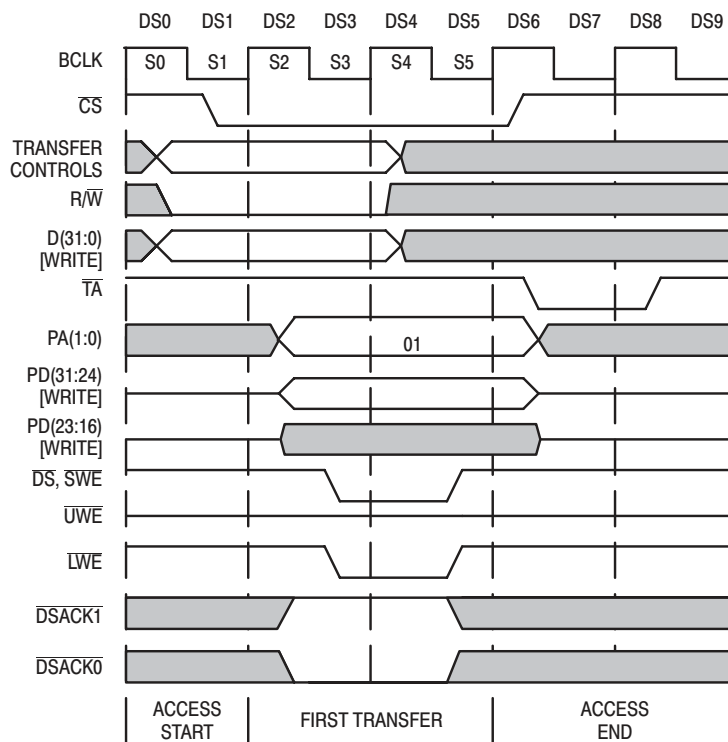 DS0 DS1 DS2 DS3 DS4 DS5 DS6 DS7 DS8 DS9
BCLK S0 S1 S2 S3 S4 S5
CS
TRANSFER
CONTROLS
R/W
D(31:0)
[WRITE]
TA
PA(1:0) 01
PD(31:24)
[WRITE]
PD(23:16)
[WRITE]
DS, SWE
UWE
LWE
DSACK1
DSACK0
ACCESS
START
FIRST TRANSFER
ACCESS
END